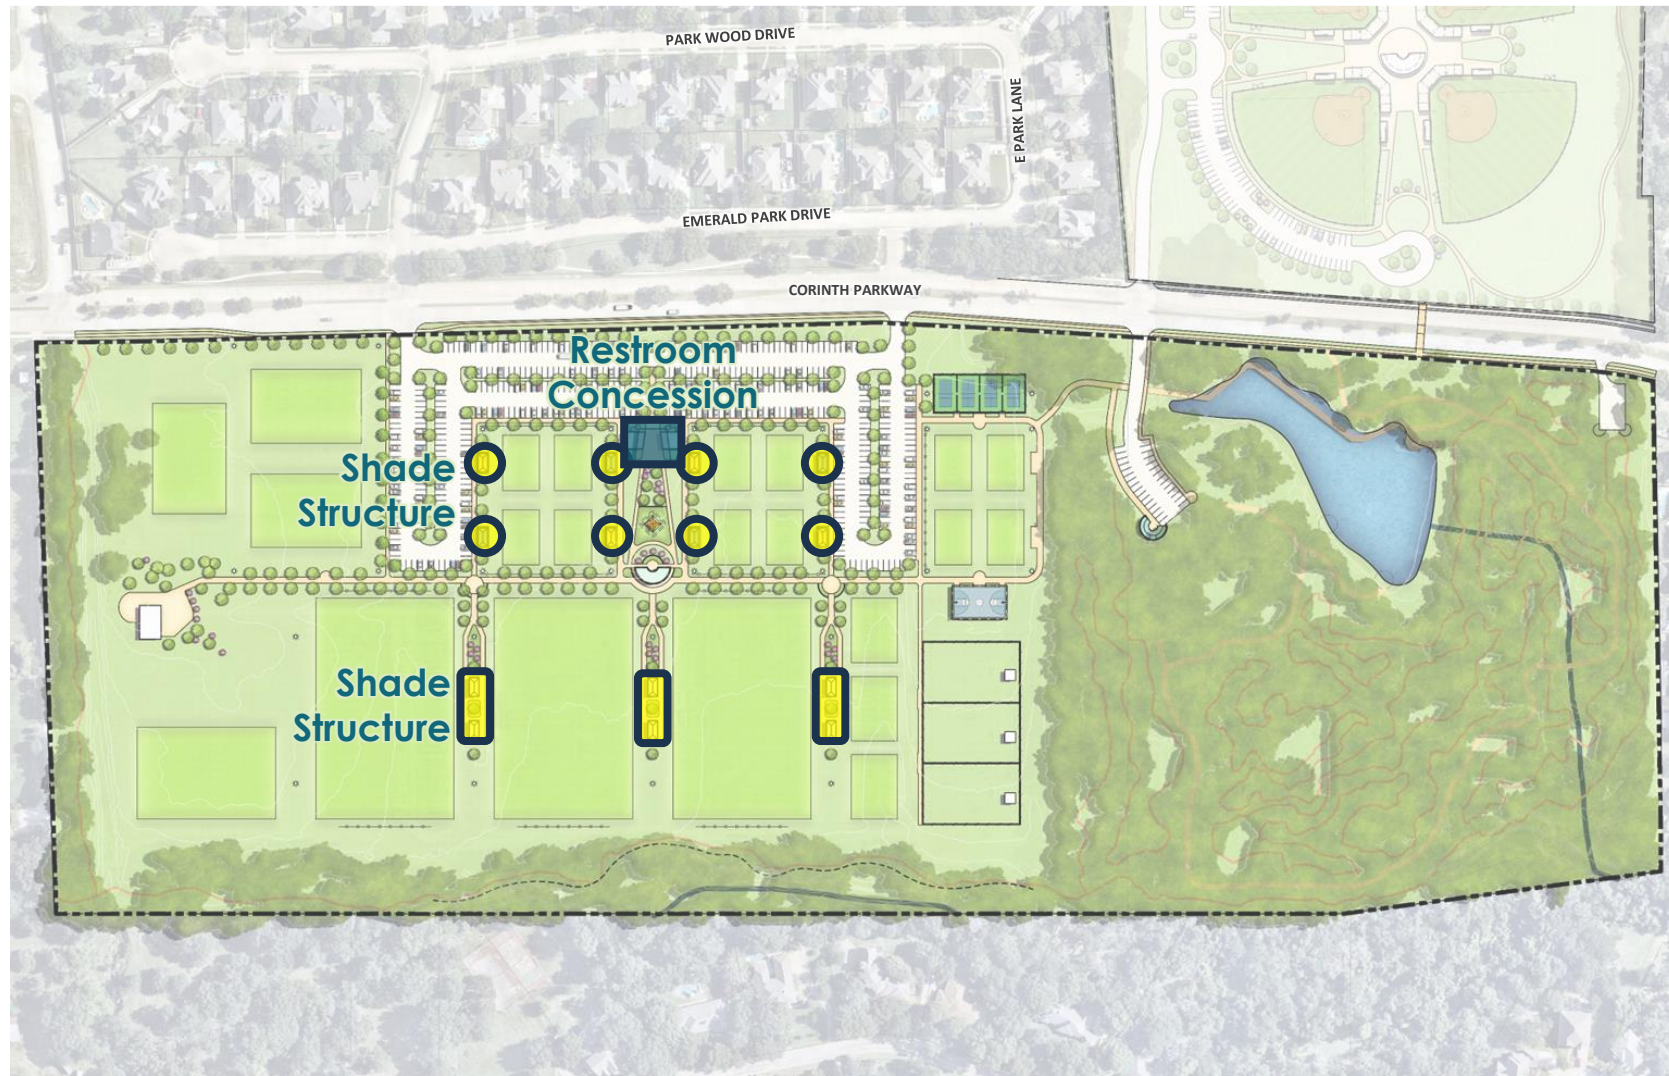 PARK WOOD DRIVE
E PARK LANE
EMERALD PARK DRIVE
CORINTH PARKWAY
Restroom
Concession
Shade
Structure
Shade
Structure